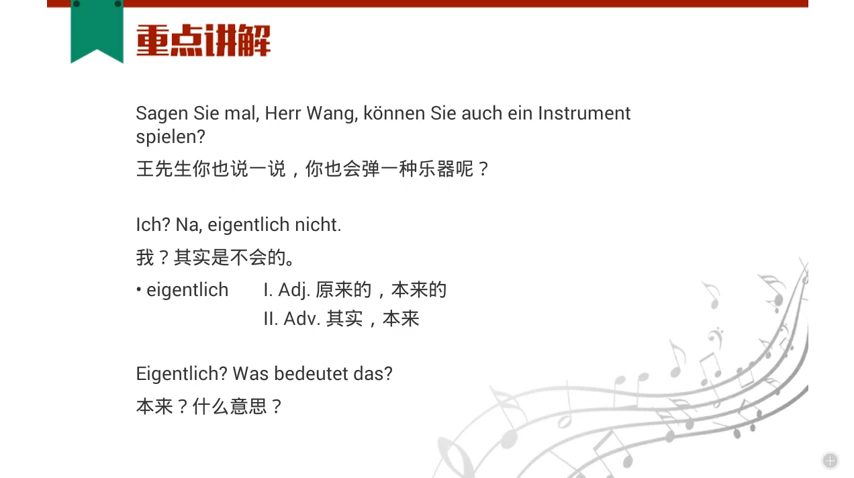 重点讲解
Sagen Sie mal, Herr Wang, können Sie auch ein Instrument
spielen?
王先生你也说一说，你也会弹一种乐器呢？
Ich? Na, eigentlich nicht.
我？其实是不会的。
• eigentlich I. Adj. 原来的，本来的
II. Adv. 其实，本来
Eigentlich? Was bedeutet das?
本来？什么意思？